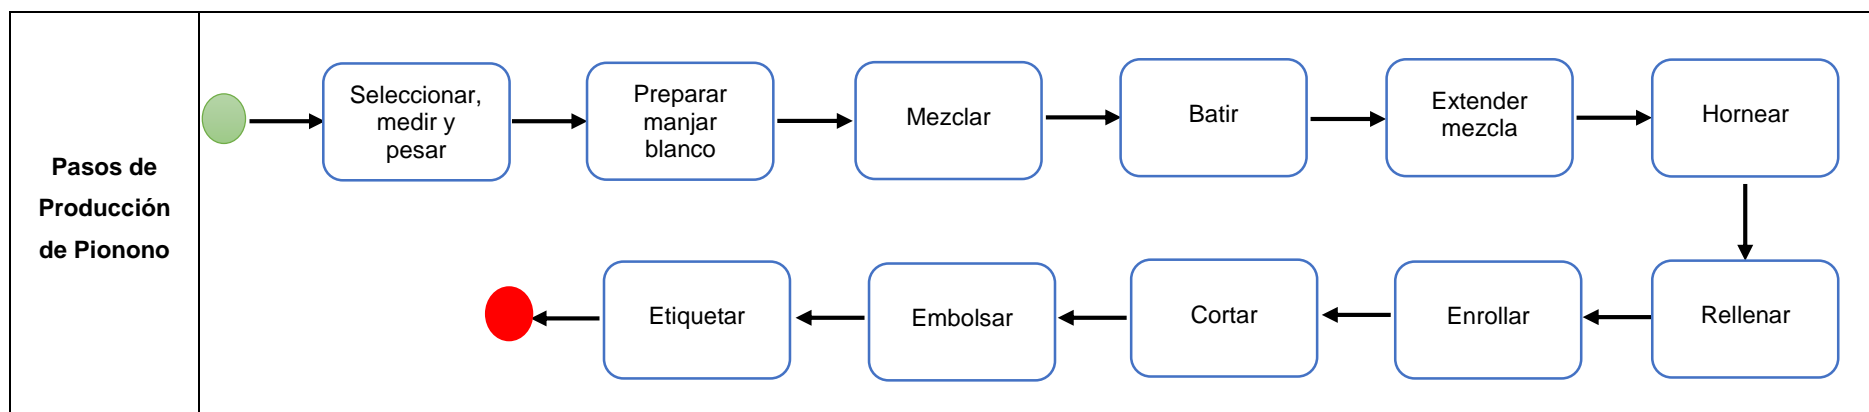 Pasos de
Producción
de Pionono
Seleccionar,
medir y
pesar
Preparar
manjar
blanco
Mezclar
Batir
Extender
mezcla
Hornear
Rellenar
Enrollar
Cortar
Embolsar
Etiquetar